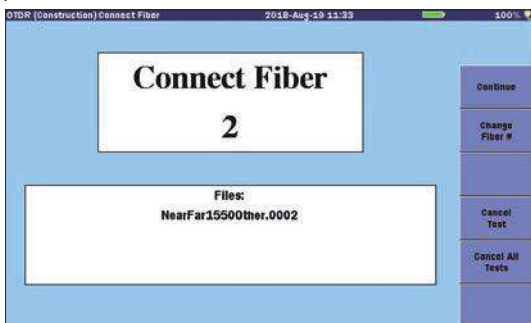 OTDR (Construction) Connect Fiber 2018-Aug-19 11:33 100%
Connect Fiber
2
Continue
Change
Fiber #
Files:
NearFar15500ther.0002
Cancel
Test
Cancel All
Tests